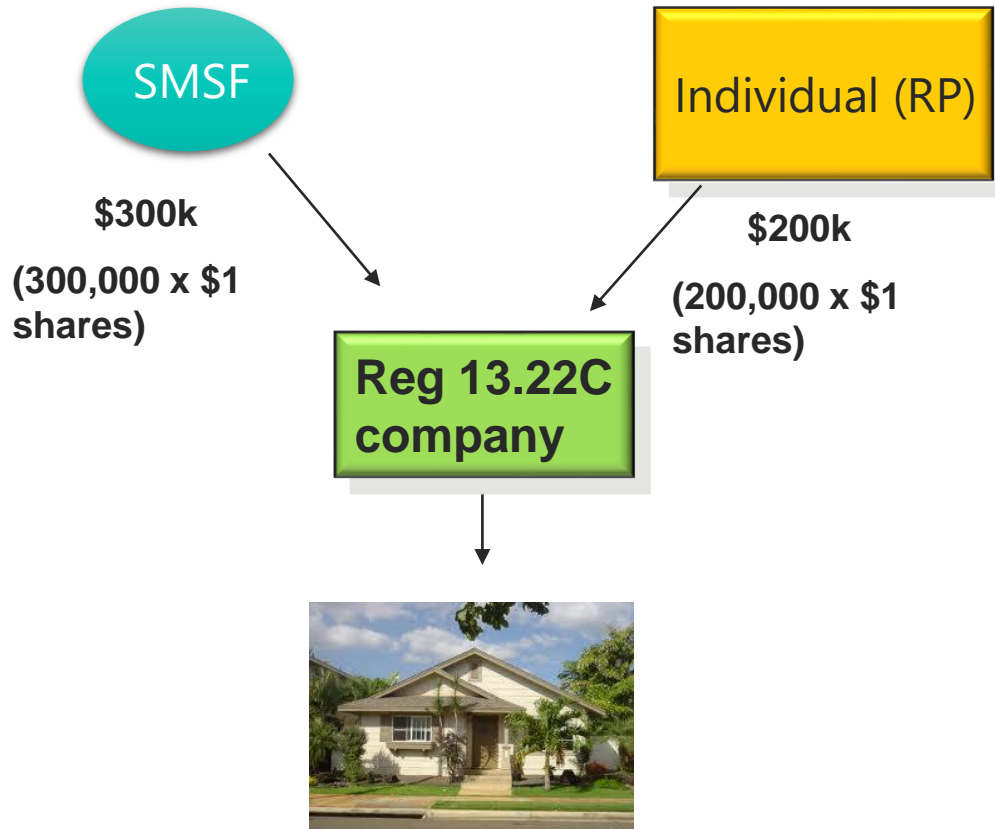 SMSF
Individual (RP)
$300k
(300,000 x $1
shares)
$200k
(200,000 x $1
shares)
Reg 13.22C
company